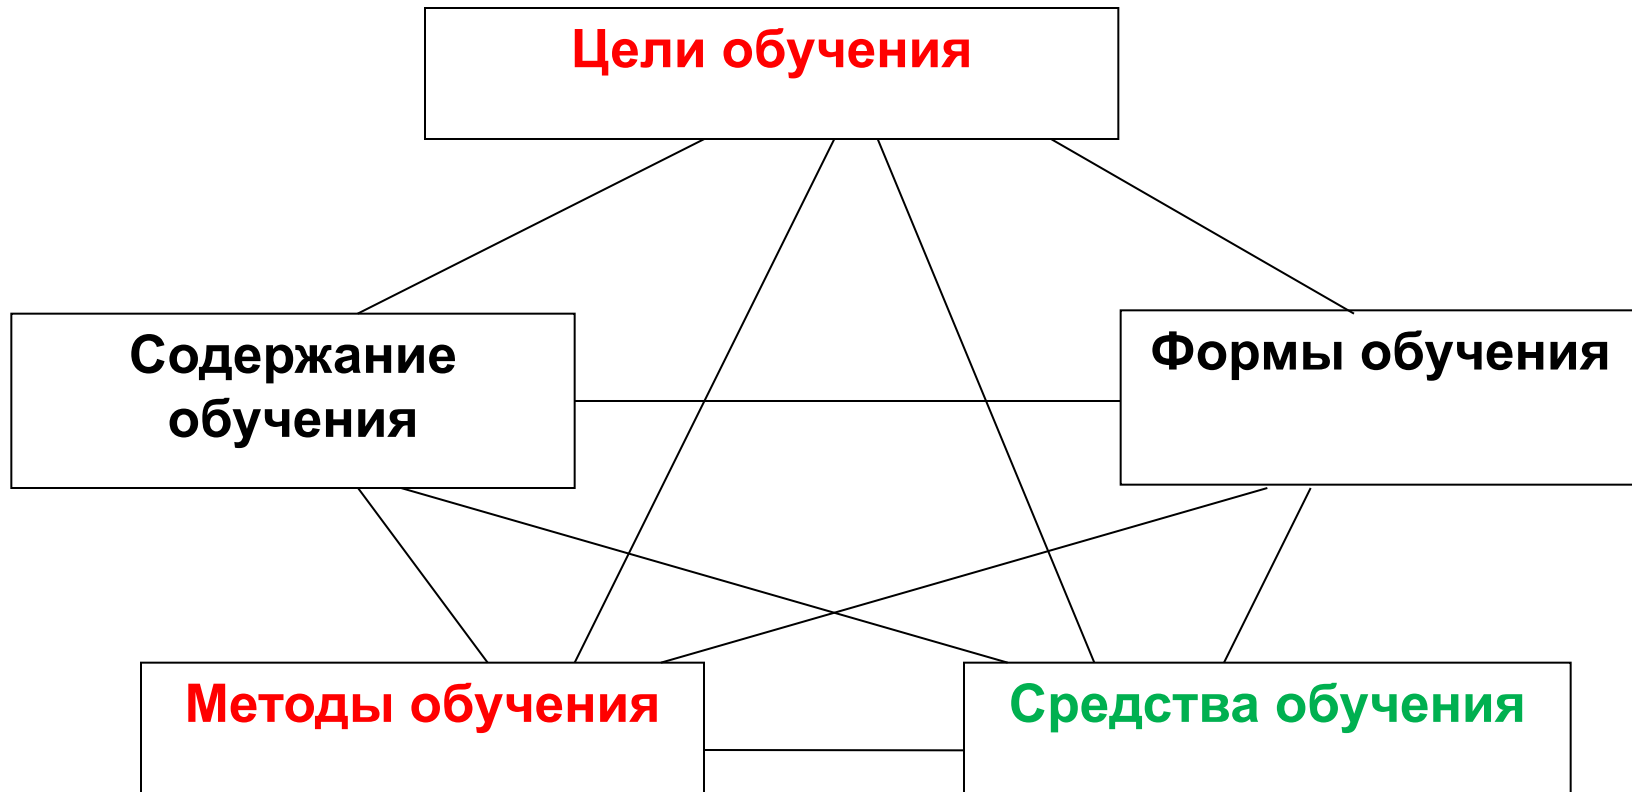 Цели обучения
Содержание
обучения
Формы обучения
Методы обучения
Средства обучения